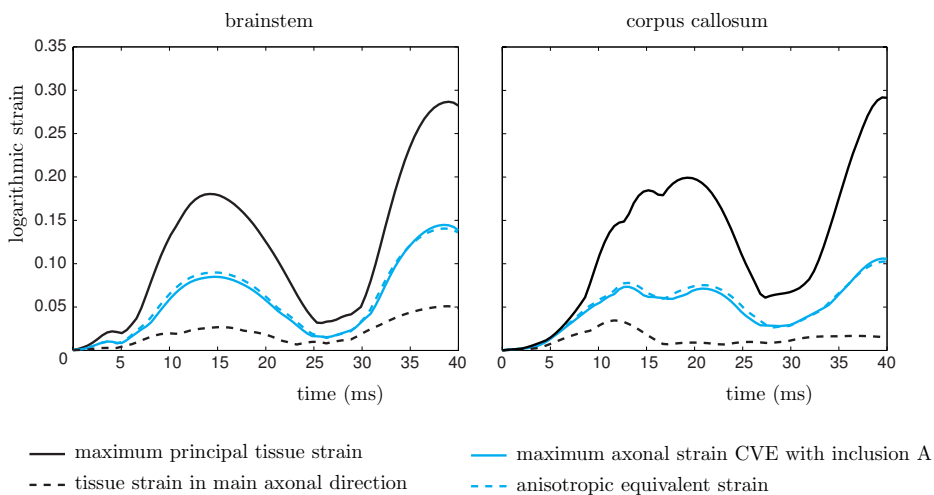 brainstem
corpus callosum
logarithmic strain
0.35
0.30
0.25
0.20
0.15
0.10
0.05
0
5 10 15 20 25 30 35 40
0 5 10 15 20 25 30 35 40
time (ms)
time (ms)
maximum principal tissue strain
tissue strain in main axonal direction
maximum axonal strain CVE with inclusion A
anisotropic equivalent strain